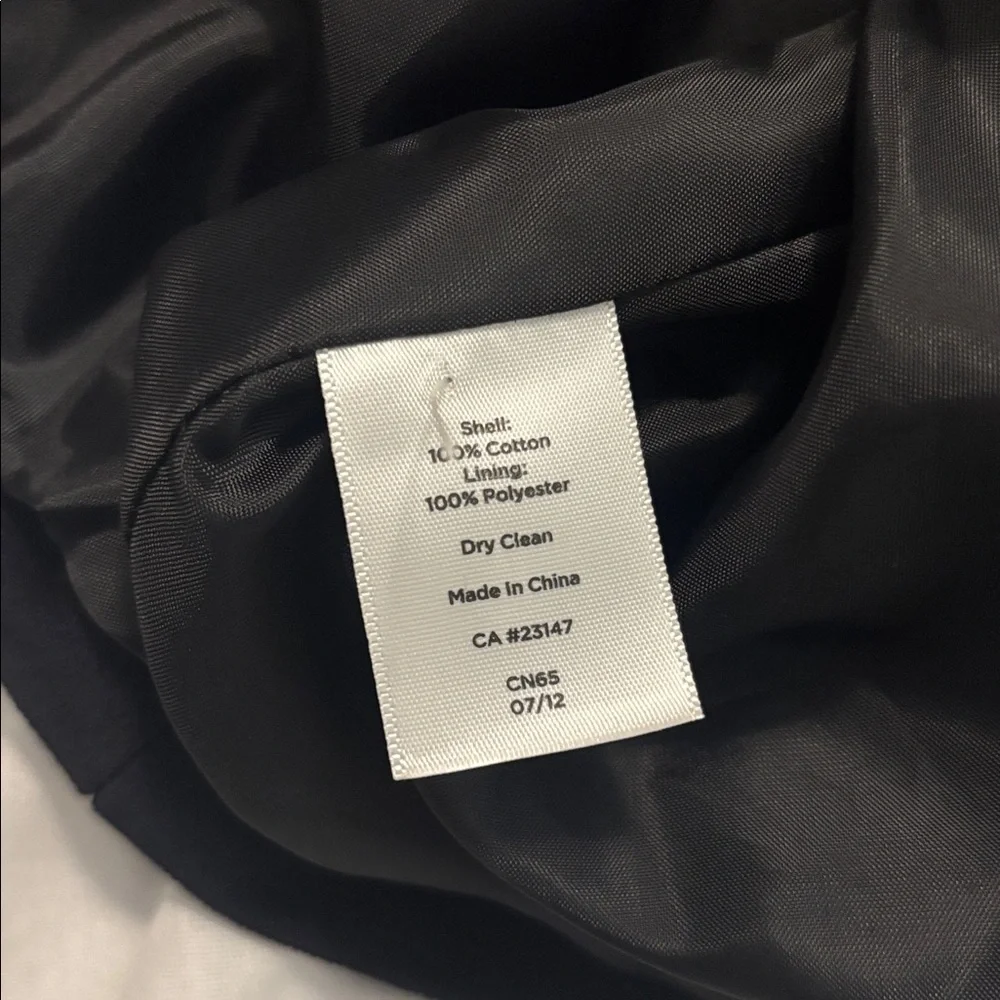 Shell:
100% Cotton
Lining:
100% Polyester
Dry Clean
Made In China
CA #23147
CN65
07/12